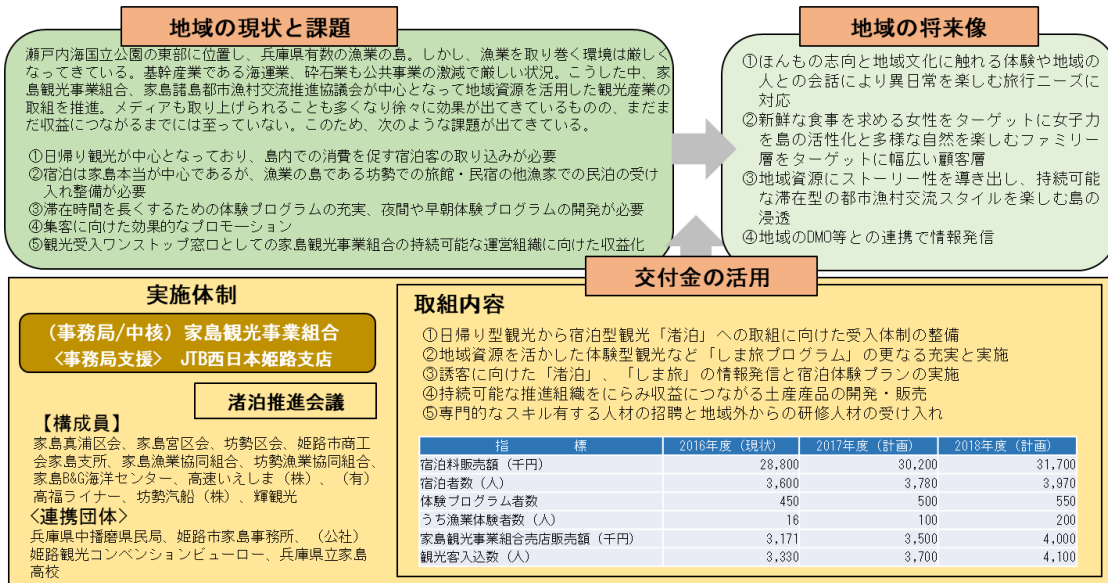 地域の現状と課題
瀬戸内海国立公園の東部に位置し、兵庫県有数の漁業の島。しかし、漁業を取り巻く環境は厳しく
なってきている。基幹産業である海運業、砕石業も公共事業の激減で厳しい状況。こうした中、家
島観光事業組合、家島諸島都市漁村交流推進協議会が中心となって地域資源を活用した観光産業の
取組を推進。メディアも取り上げられることも多くなり徐々に効果が出てきているものの、まだま
だ収益につながるまでには至っていない。このため、次のような課題が出てきている。
①日帰り観光が中心となっており、島内での消費を促す宿泊客の取り込みが必要
②宿泊は家島本当が中心であるが、漁業の島である坊勢での旅館・民宿の他漁家での民泊の受け
入れ整備が必要
③滞在時間を長くするための体験プログラムの充実、夜間や早朝体験プログラムの開発が必要
④集客に向けた効果的なプロモーション
⑤観光受入ワンストップ窓口としての家島観光事業組合の持続可能な運営組織に向けた収益化
地域の将来像
①ほんもの志向と地域文化に触れる体験や地域の
人との会話により異日常を楽しむ旅行ニーズに
対応
②新鮮な食事を求める女性をターゲットに女子力
を島の活性化と多様な自然を楽しむファミリー
層をターゲットに幅広い顧客層
③地域資源にストーリー性を導き出し、持続可能
な滞在型の都市漁村交流スタイルを楽しむ島の
浸透
④地域のDMO等との連携で情報発信
交付金の活用
実施体制
（事務局/中核）家島観光事業組合
<事務局支援> JTB西日本姫路支店
渚泊推進会議
【構成員】
家島真浦区会、家島宮区会、坊勢区会、姫路市商工
会家島支所、家島漁業協同組合、坊勢漁業協同組合、
家島B&G海洋センター、高速いえしま（株）、（有）
高福ライナー、坊勢汽船（株）、輝観光
<連携団体>
兵庫県中播磨県民局、姫路市家島事務所、（公社）
姫路観光コンベンションビューロー、兵庫県立家島
高校
取組内容
①日帰り型観光から宿泊型観光「渚泊」への取組に向けた受入体制の整備
②地域資源を活かした体験型観光など「しま旅プログラム」の更なる充実と実施
③誘客に向けた「渚泊」、「しま旅」の情報発信と宿泊体験プランの実施
④持続可能な推進組織をにらみ収益につながる土産産品の開発・販売
⑤専門的なスキル有する人材の招聘と地域外からの研修人材の受け入れ
指 標 2016年度（現状） 2017年度（計画） 2018年度（計画）
宿泊料販売額（千円） 28,800 30,200 31,700
宿泊者数（人） 3,600 3,780 3,970
体験プログラム者数 450 500 550
うち漁業体験者数（人） 16 100 200
家島観光事業組合売店販売額（千円） 3,171 3,500 4,000
観光客入込数（人） 3,330 3,700 4,100